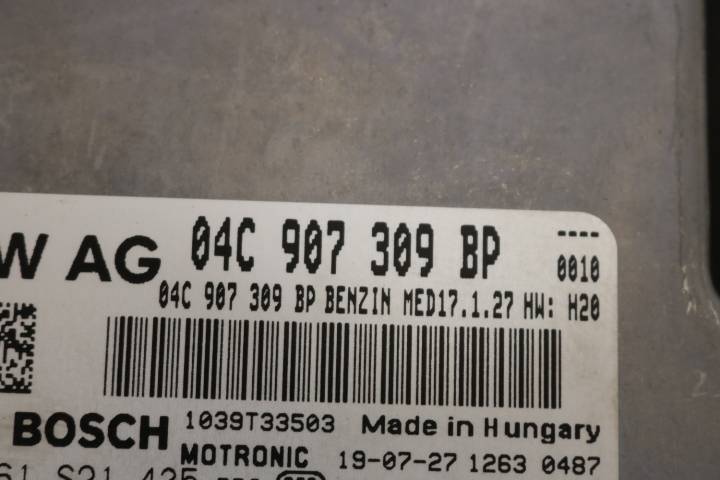 W AG 04C 907 309 BP ----
0010
04C 907 309 BP BENZIN MED17.1.27 HW: H20
BOSCH 1039T33503 Made in Hungary
MOTRONIC 19-07-27 1263 0487